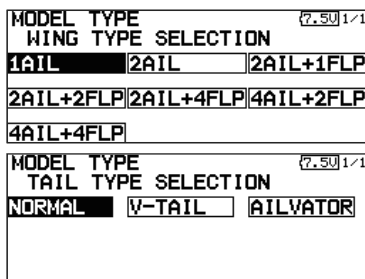 MODEL TYPE 7.5V 1/1
WING TYPE SELECTION
1AIL 2AIL 2AIL+1FLP
2AIL+2FLP 2AIL+4FLP 4AIL+2FLP
4AIL+4FLP
MODEL TYPE 7.5V 1/1
TAIL TYPE SELECTION
NORMAL V-TAIL AILVATOR